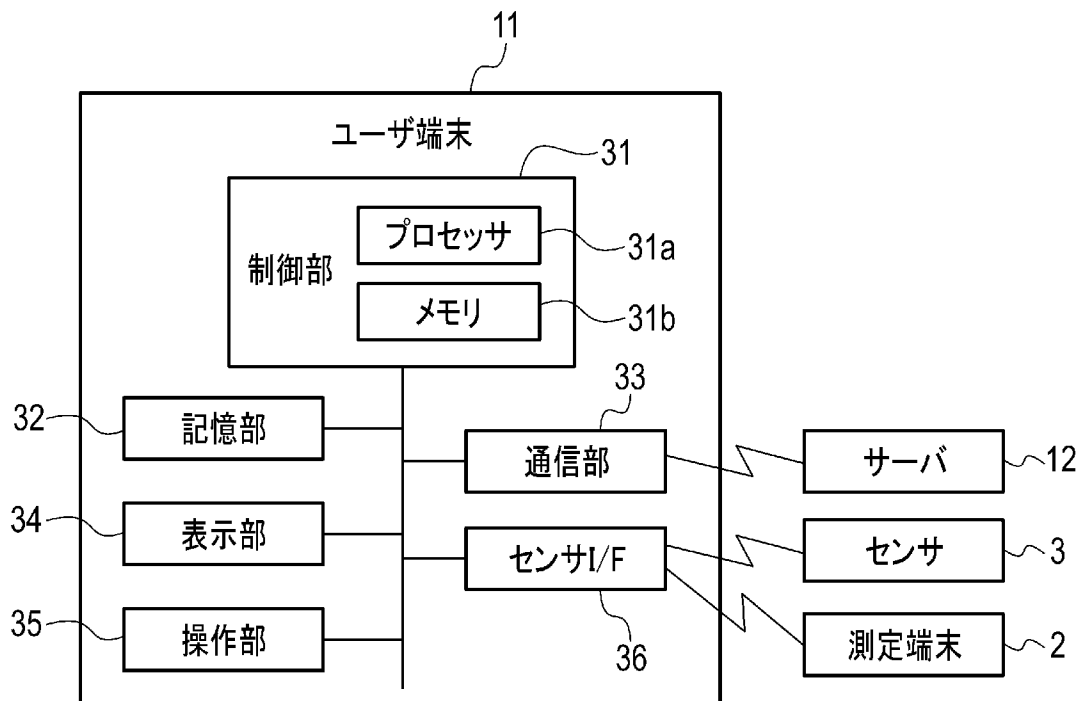 11
ユーザ端末
31
制御部
プロセッサ
31a
メモリ
31b
32
記憶部
33
通信部
サーバ
12
34
表示部
センサI/F
36
センサ
3
35
操作部
測定端末
2